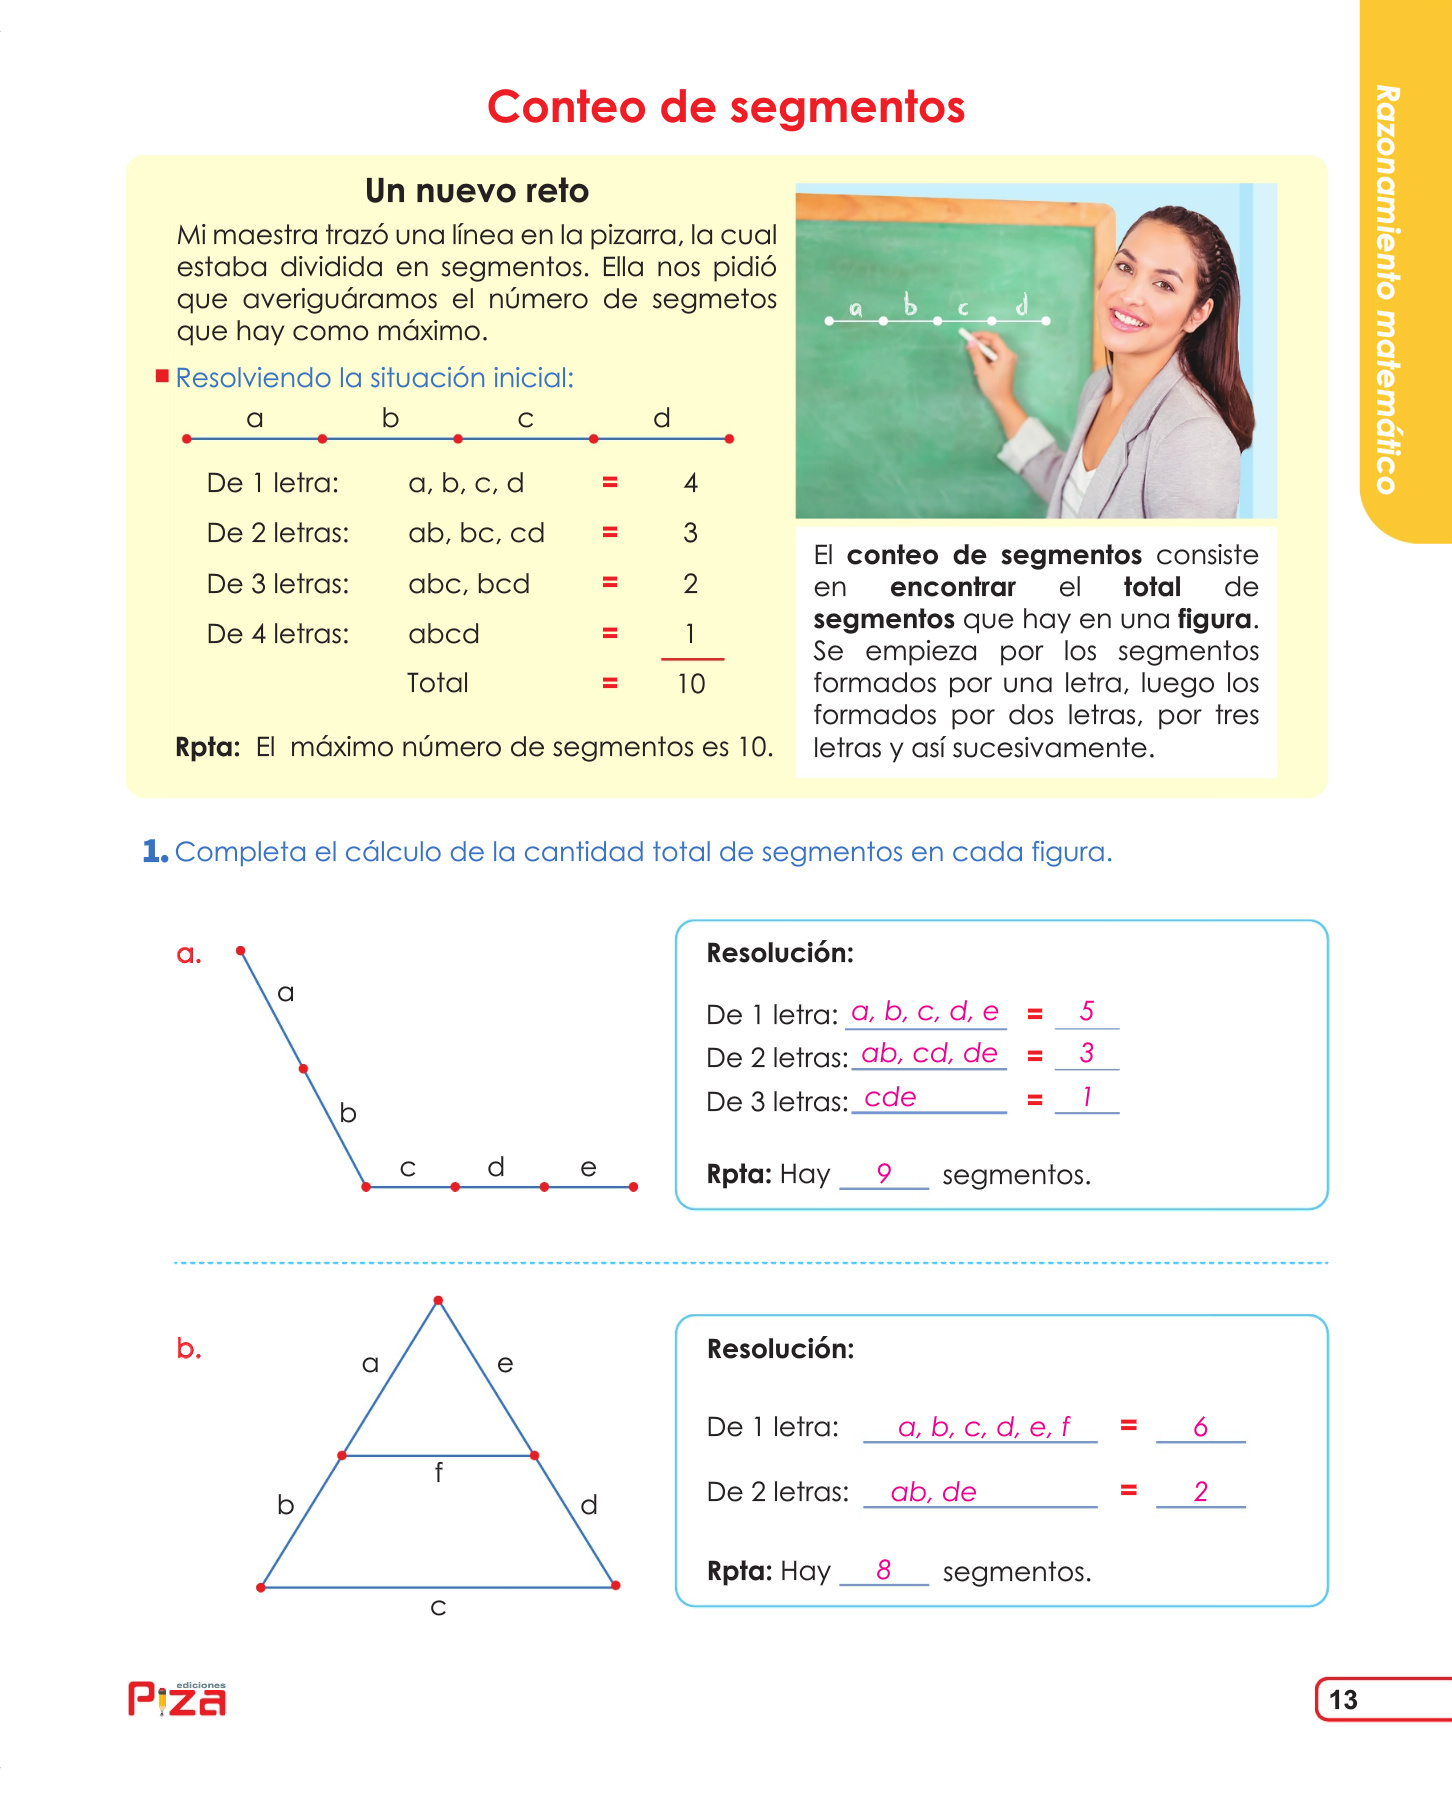 Razonamiento matemático
Conteo de segmentos
Un nuevo reto
Mi maestra trazó una línea en la pizarra, la cual
estaba dividida en segmentos. Ella nos pidió
que averiguáramos el número de segmetos
que hay como máximo.
Resolviendo la situación inicial:
a b c d
De 1 letra: a, b, c, d = 4
De 2 letras: ab, bc, cd = 3
De 3 letras: abc, bcd = 2
De 4 letras: abcd = 1
Total = 10
Rpta: El máximo número de segmentos es 10.
a b c d
El conteo de segmentos consiste
en encontrar el total de
segmentos que hay en una figura.
Se empieza por los segmentos
formados por una letra, luego los
formados por dos letras, por tres
letras y así sucesivamente.
1. Completa el cálculo de la cantidad total de segmentos en cada figura.
a.
a
b
c d e
Resolución:
De 1 letra: a, b, c, d, e = 5
De 2 letras: ab, cd, de = 3
De 3 letras: cde = 1
Rpta: Hay 9 segmentos.
b.
a e
f
b d
c
Resolución:
De 1 letra: a, b, c, d, e, f = 6
De 2 letras: ab, de = 2
Rpta: Hay 8 segmentos.
ediciones
Piza
13